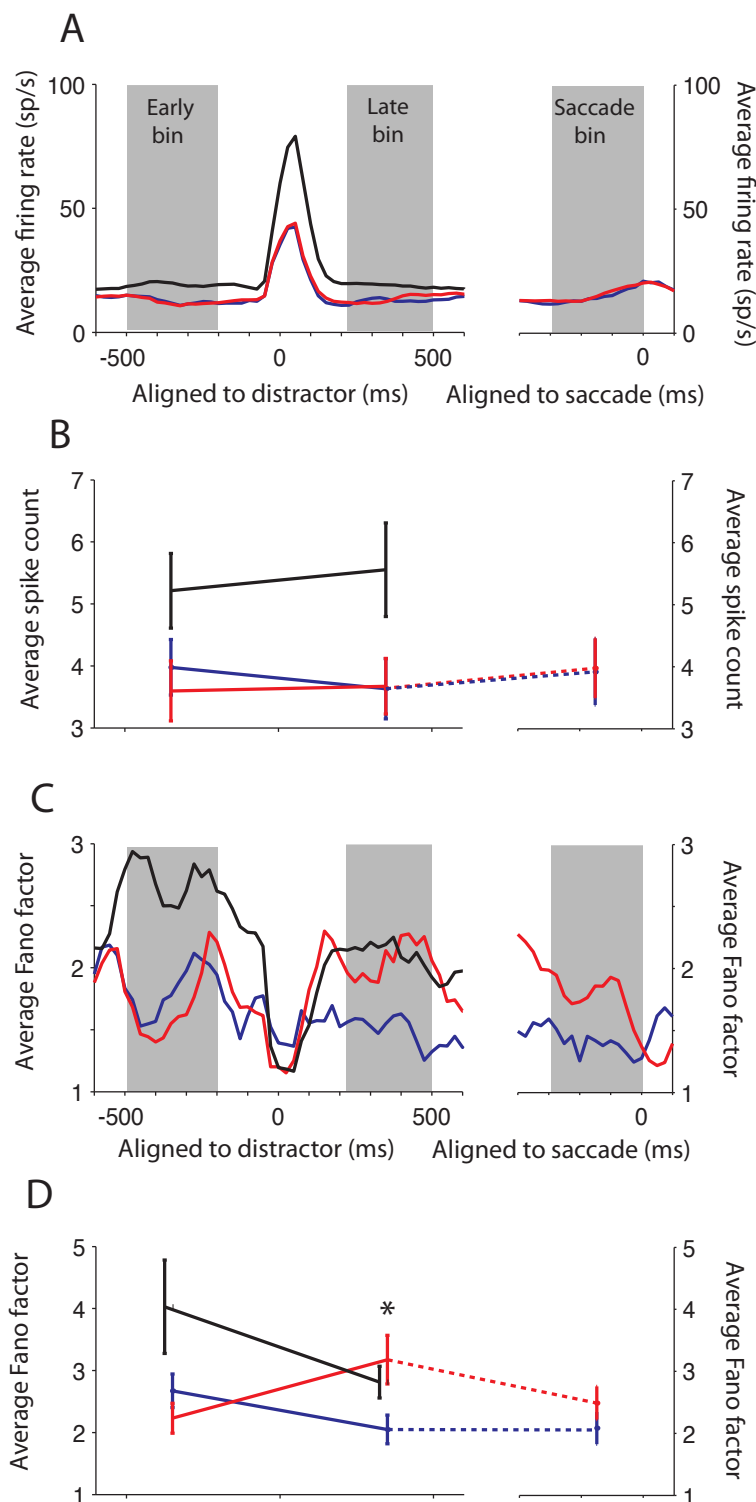 A
100
50
0
Average firing rate (sp/s)
Early
bin
Late
bin
Saccade
bin
100
50
0
Average firing rate (sp/s)
-500
0
500
0
Aligned to distractor (ms)
Aligned to saccade (ms)
B
7
6
5
4
3
Average spike count
7
6
5
4
3
Average spike count
C
3
2
1
Average Fano factor
3
2
1
Average Fano factor
-500
0
500
0
Aligned to distractor (ms)
Aligned to saccade (ms)
D
5
4
3
2
1
Average Fano factor
*
5
4
3
2
1
Average Fano factor